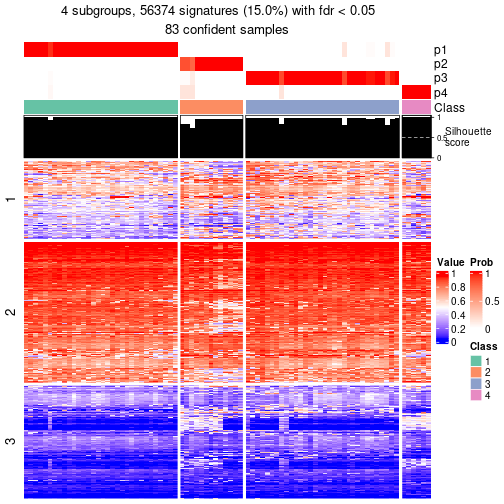 4 subgroups, 56374 signatures (15.0%) with fdr < 0.05
83 confident samples
p1
p2
p3
p4
Class
1
0.5
0
Silhouette
score
1
2
3
Value
1
0.8
0.6
0.4
0.2
0
Prob
1
0.5
0
Class
1
2
3
4